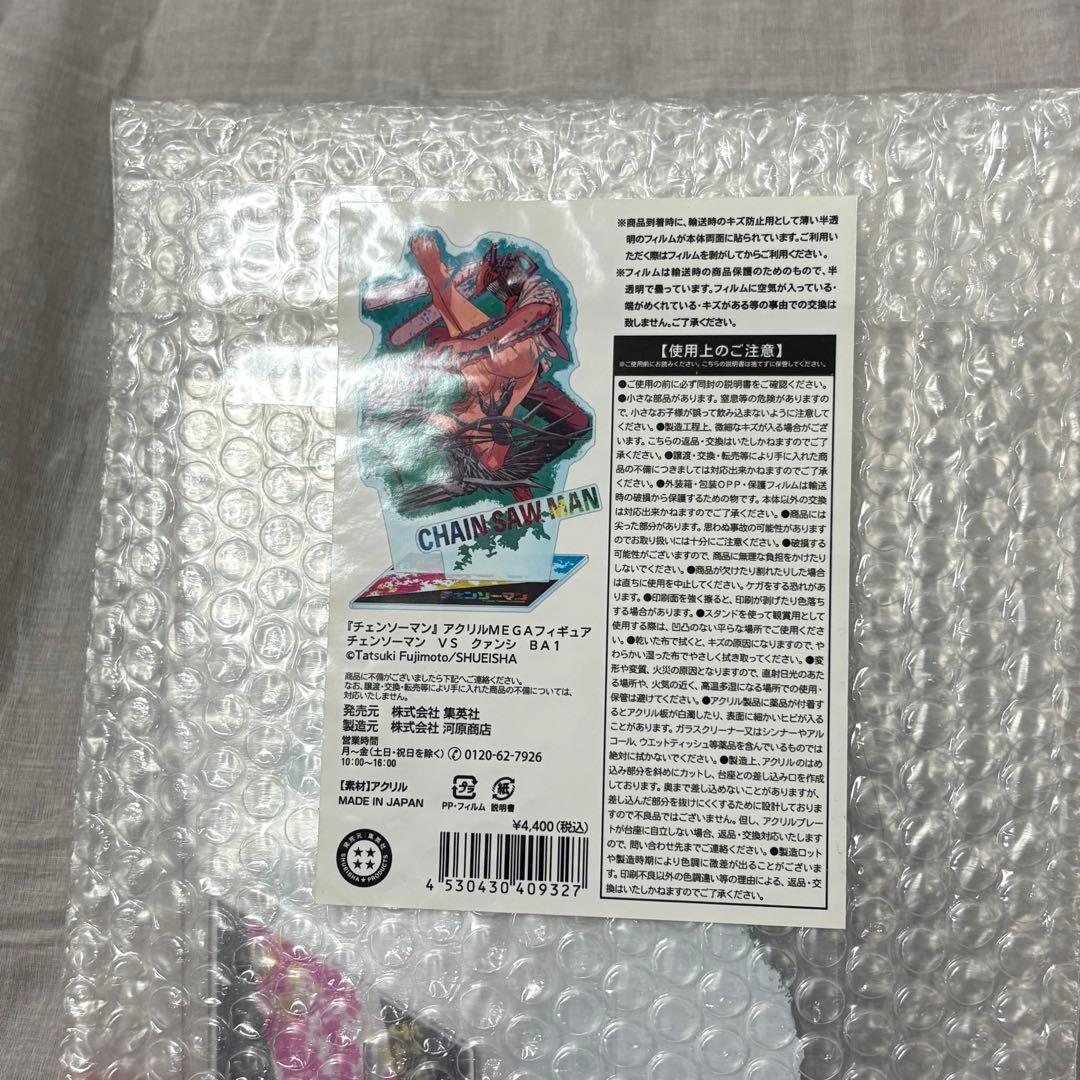 CHAIN SAW MAN
チェンソーマン
『チェンソーマン』アクリルMEGAフィギュア
チェンソーマン VS クァンシ BA1
©Tatsuki Fujimoto/SHUEISHA
商品に不備がございましたら下記へご連絡ください。
なお、譲渡・交換・転売等により手に入れた商品の不備については、
対応いたしません。
発売元 株式会社 集英社
製造元 株式会社 河原商店
営業時間
月〜金(土日・祝日を除く) 0120-62-7926
10:00〜16:00
【素材】アクリル
MADE IN JAPAN
プラ
PP・フィルム
紙
説明書
¥4,400(税込)
発売元:集英社
SHUEISHA★PRODUCTS
4 530430 409327
※商品到着時に、輸送時のキズ防止用として薄い半透
明のフィルムが本体両面に貼られています。ご利用い
ただく際はフィルムを剥がしてからご利用ください。
※フィルムは輸送時の商品保護のためのもので、半
透明で曇っています。フィルムに空気が入っている・
端がめくれている・キズがある等の事由での交換は
致しません。ご了承ください。
【使用上のご注意】
※ご使用前にお読みください。こちらの説明書は捨てずに保管してください。
●ご使用の前に必ず同封の説明書をご確認ください。
●小さな部品があります。窒息等の危険がありますの
で、小さなお子様が誤って飲み込まないように注意して
ください。●製造工程上、微細なキズが入る場合がござ
います。こちらの返品・交換はいたしかねますのでご了
承ください。●譲渡・交換・転売等により手に入れた商
品の不備につきましては対応出来かねますのでご了承
ください。●外装箱・包装OPP・保護フィルムは輸送
時の破損から保護するための物です。本体以外の交換
は対応出来かねますのでご了承ください。●商品には
尖った部分があります。思わぬ事故の可能性があります
のでお取り扱いには十分にご注意ください。●破損する
可能性がございますので、商品に無理な負担をかけたり
しないでください。●商品が欠けたり割れたりした場合
は直ちに使用を中止してください。ケガをする恐れがあ
ります。●印刷面を強く擦ると、印刷が剥げたり色落ち
する場合があります。●スタンドを使って観賞用として
使用する際は、凹凸のない平らな場所でご使用くださ
い。●乾いた布で拭くと、キズの原因になりますので、や
わらかい湿った布でやさしく拭き取ってください。●変
形や変質、火災の原因となりますので、直射日光のあた
る場所や、火気の近く、高温多湿になる場所での使用・
保管は避けてください。●アクリル製品に薬品が付着す
るとアクリル板が白濁したり、表面に細かいヒビが入る
ことがあります。ガラスクリーナー又はシンナーやアル
コール、ウエットティッシュ等薬品を含んでいるものでは
絶対に拭かないでください。●製造上、アクリルのはめ
込み部分を斜めにカットし、台座との差し込み口を作成
しております。奥まで差し込めないことがありますが、
差し込んだ部分を抜けにくくするために設計しておりま
すので不良品ではございません。但し、アクリルプレー
トが台座に自立しない場合、返品・交換対応いたします
ので、問い合わせ先までご連絡ください。●製造ロット
や製造時期により色調に微差が出ることがございま
す。印刷不良以外の色調違い等の理由による、返品・交
換はいたしかねますのでご了承ください。